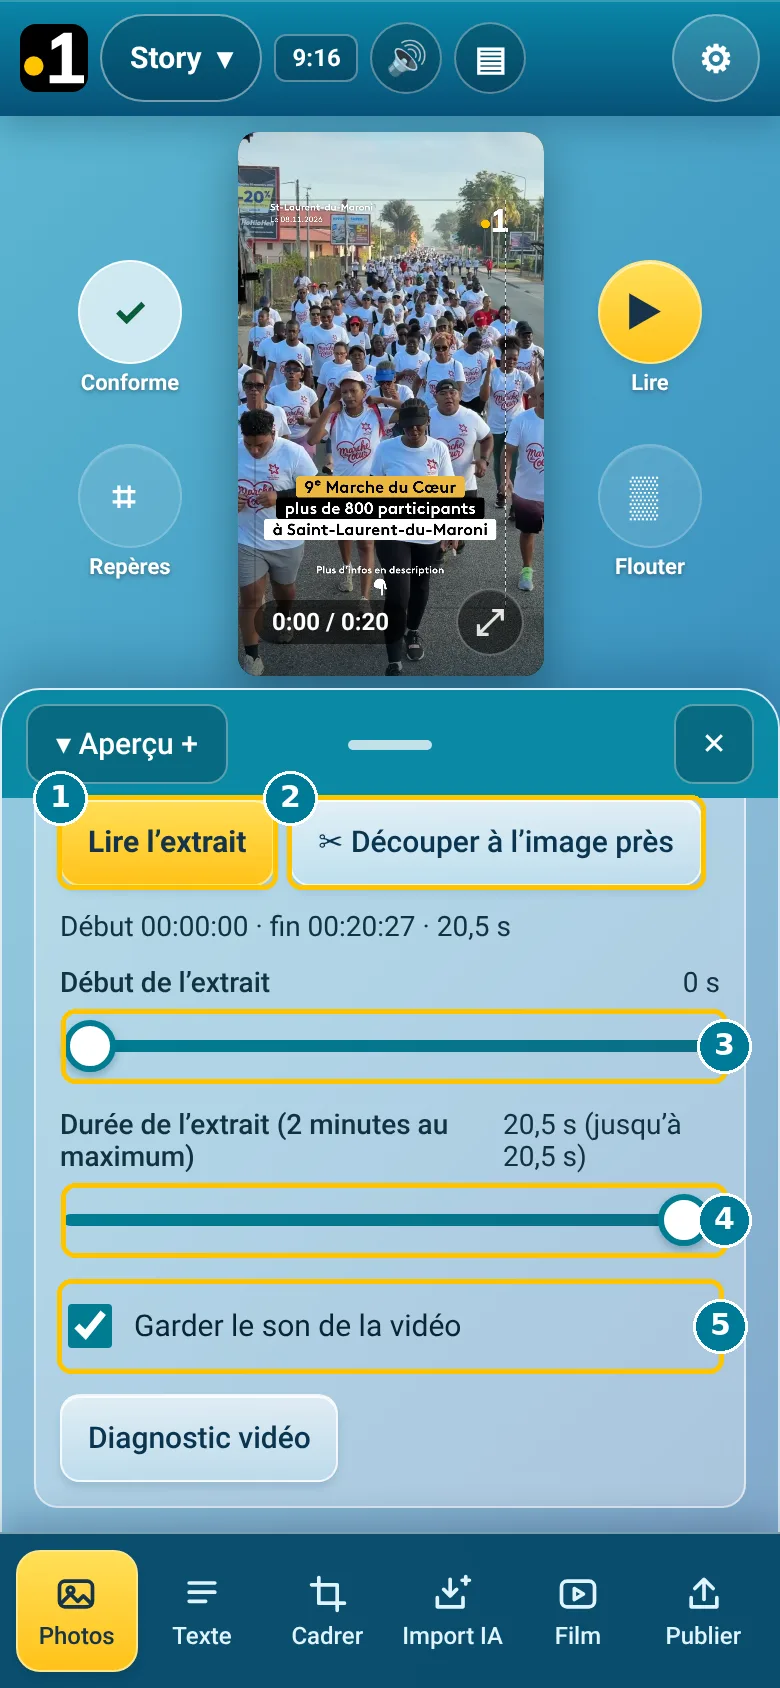 1
Story ▾
9:16
Conforme
Lire
# Repères
Flouter
-20%
St-Laurent-du-Maroni
Le 08.11.2026
1
9e Marche du Cœur
plus de 800 participants
à Saint-Laurent-du-Maroni
Plus d'infos en description
0:00 / 0:20
▾ Aperçu +
×
1
2
Lire l’extrait
✂ Découper à l’image près
Début 00:00:00 · fin 00:20:27 · 20,5 s
Début de l’extrait
0 s
3
Durée de l’extrait (2 minutes au
maximum)
20,5 s (jusqu’à
20,5 s)
4
Garder le son de la vidéo
5
Diagnostic vidéo
Photos
Texte
Cadrer
Import IA
Film
Publier